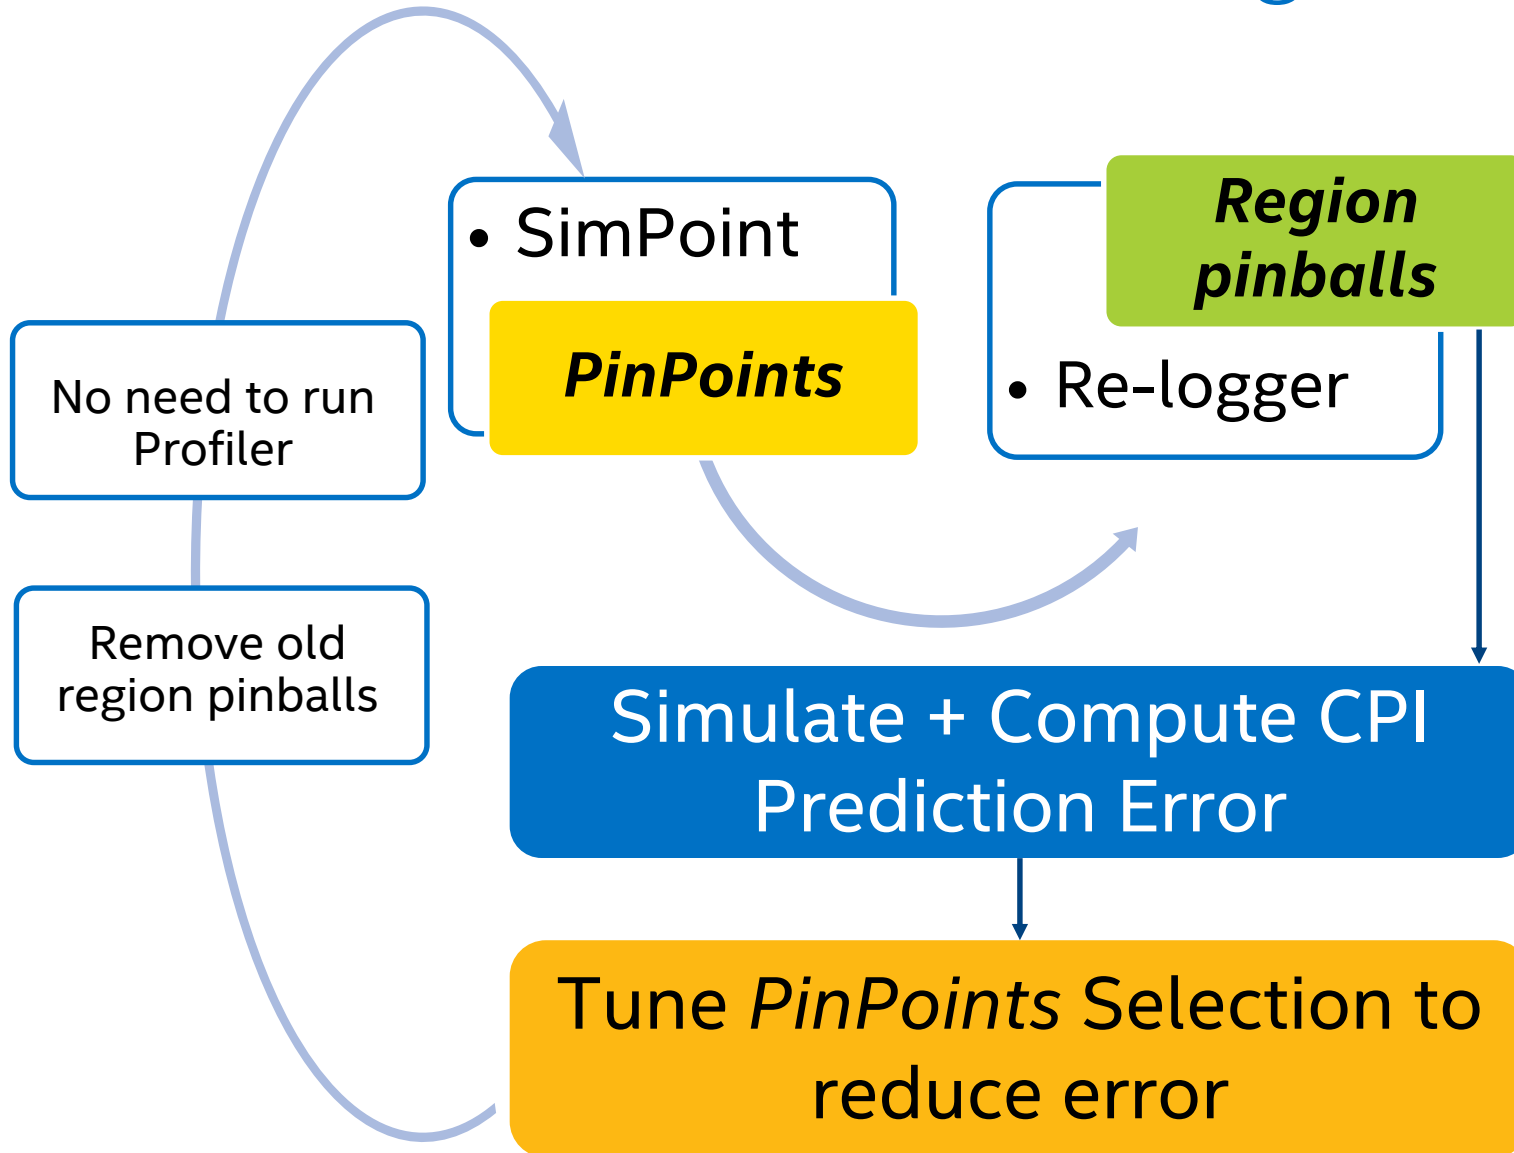 • SimPoint
PinPoints
Region
pinballs
• Re-logger
No need to run
Profiler
Remove old
region pinballs
Simulate + Compute CPI
Prediction Error
Tune PinPoints Selection to
reduce error